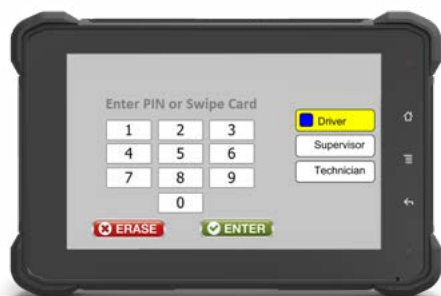 Enter PIN or Swipe Card
1 2 3
4 5 6
7 8 9
0
ERASE ENTER
Driver
Supervisor
Technician